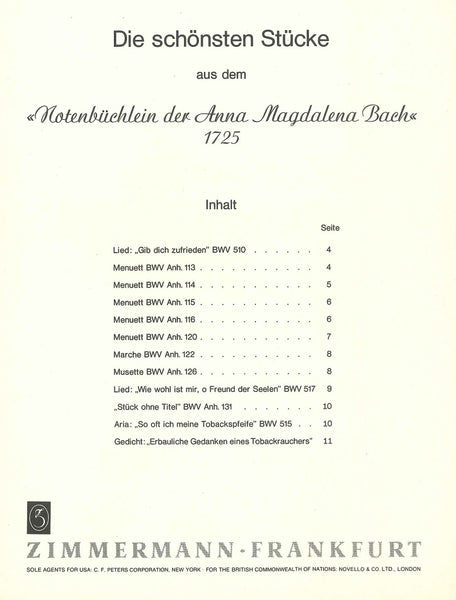 Die schönsten Stücke
aus dem
«Notenbüchlein der Anna Magdalena Bach«
1725
Inhalt
Seite
Lied: „Gib dich zufrieden" BWV 510 . . . . . . 4
Menuett BWV Anh. 113 . . . . . . . . . . 4
Menuett BWV Anh. 114 . . . . . . . . . . 5
Menuett BWV Anh. 115 . . . . . . . . . . 6
Menuett BWV Anh. 116 . . . . . . . . . . 6
Menuett BWV Anh. 120 . . . . . . . . . . 7
Marche BWV Anh. 122 . . . . . . . . . . 8
Musette BWV Anh. 126 . . . . . . . . . . 8
Lied: „Wie wohl ist mir, o Freund der Seelen" BWV 517 9
„Stück ohne Titel" BWV Anh. 131 . . . . . . . 10
Aria: „So oft ich meine Tobackspfeife" BWV 515 . . 10
Gedicht: „Erbauliche Gedanken eines Tobackrauchers" 11
Z
ZIMMERMANN · FRANKFURT
SOLE AGENTS FOR USA: C. F. PETERS CORPORATION, NEW YORK · FOR THE BRITISH COMMONWEALTH OF NATIONS: NOVELLO & CO. LTD., LONDON